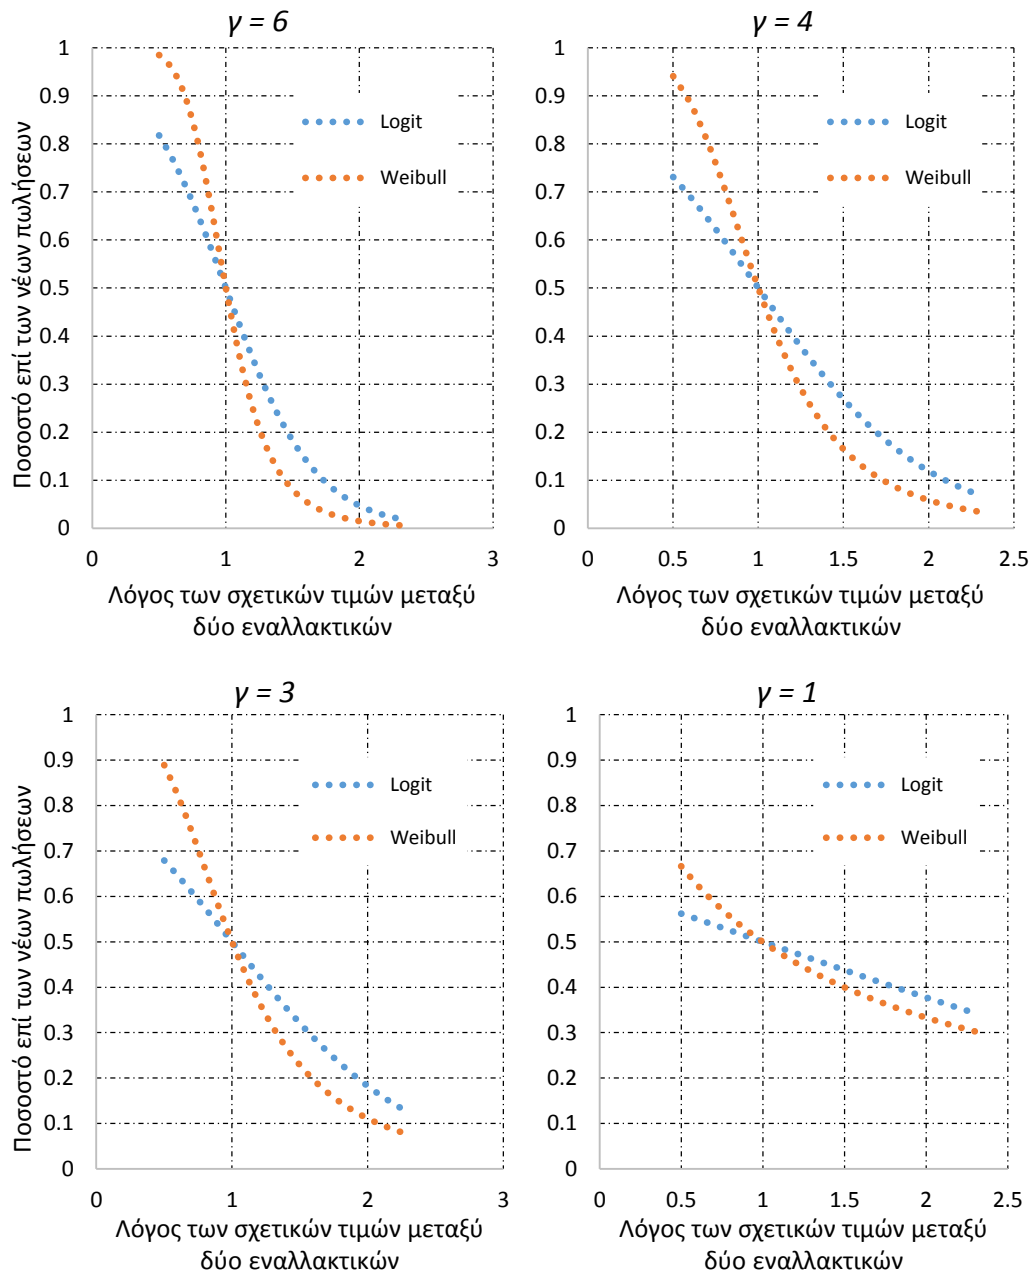 γ = 6
1
0.9
0.8
0.7
0.6
0.5
0.4
0.3
0.2
0.1
0
0 1 2 3
Ποσοστό επί των νέων πωλήσεων
Logit
Weibull
Λόγος των σχετικών τιμών μεταξύ
δύο εναλλακτικών
γ = 4
1
0.9
0.8
0.7
0.6
0.5
0.4
0.3
0.2
0.1
0
0 0.5 1 1.5 2 2.5
Logit
Weibull
Λόγος των σχετικών τιμών μεταξύ
δύο εναλλακτικών
γ = 3
1
0.9
0.8
0.7
0.6
0.5
0.4
0.3
0.2
0.1
0
0 1 2 3
Ποσοστό επί των νέων πωλήσεων
Logit
Weibull
Λόγος των σχετικών τιμών μεταξύ
δύο εναλλακτικών
γ = 1
1
0.9
0.8
0.7
0.6
0.5
0.4
0.3
0.2
0.1
0
0 0.5 1 1.5 2 2.5
Logit
Weibull
Λόγος των σχετικών τιμών μεταξύ
δύο εναλλακτικών